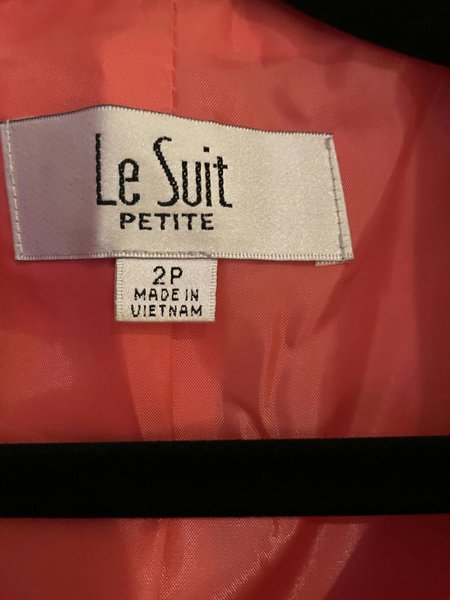 Le Suit
PETITE
2P
MADE IN
VIETNAM